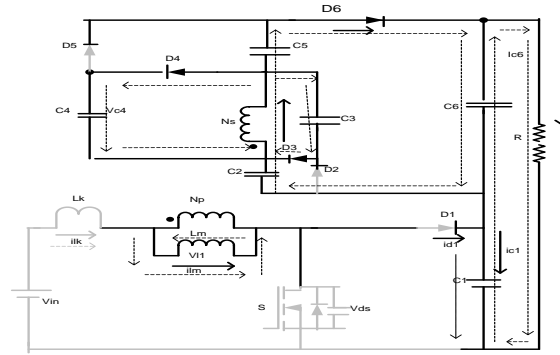 D6
D5
C5
Ic6
D4
C4
Vc4
Ns
C3
C6
R
D3
C2
D2
Lk
Np
Lm
D1
ilk
Vl1
id1
ic1
ilm
C1
Vin
S
Vds